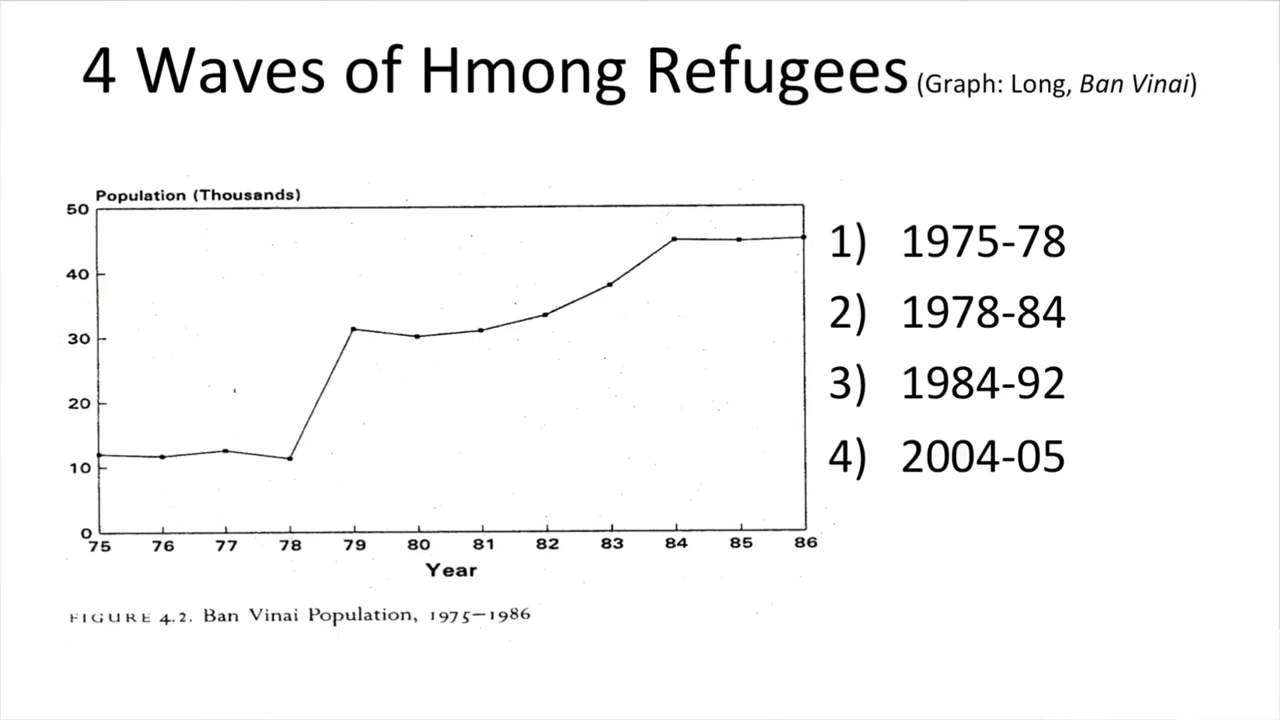 4 Waves of Hmong Refugees (Graph: Long, Ban Vinai)
Population (Thousands)
50
40
30
20
10
0
75 76 77 78 79 80 81 82 83 84 85 86
Year
FIGURE 4.2. Ban Vinai Population, 1975–1986
1) 1975-78
2) 1978-84
3) 1984-92
4) 2004-05